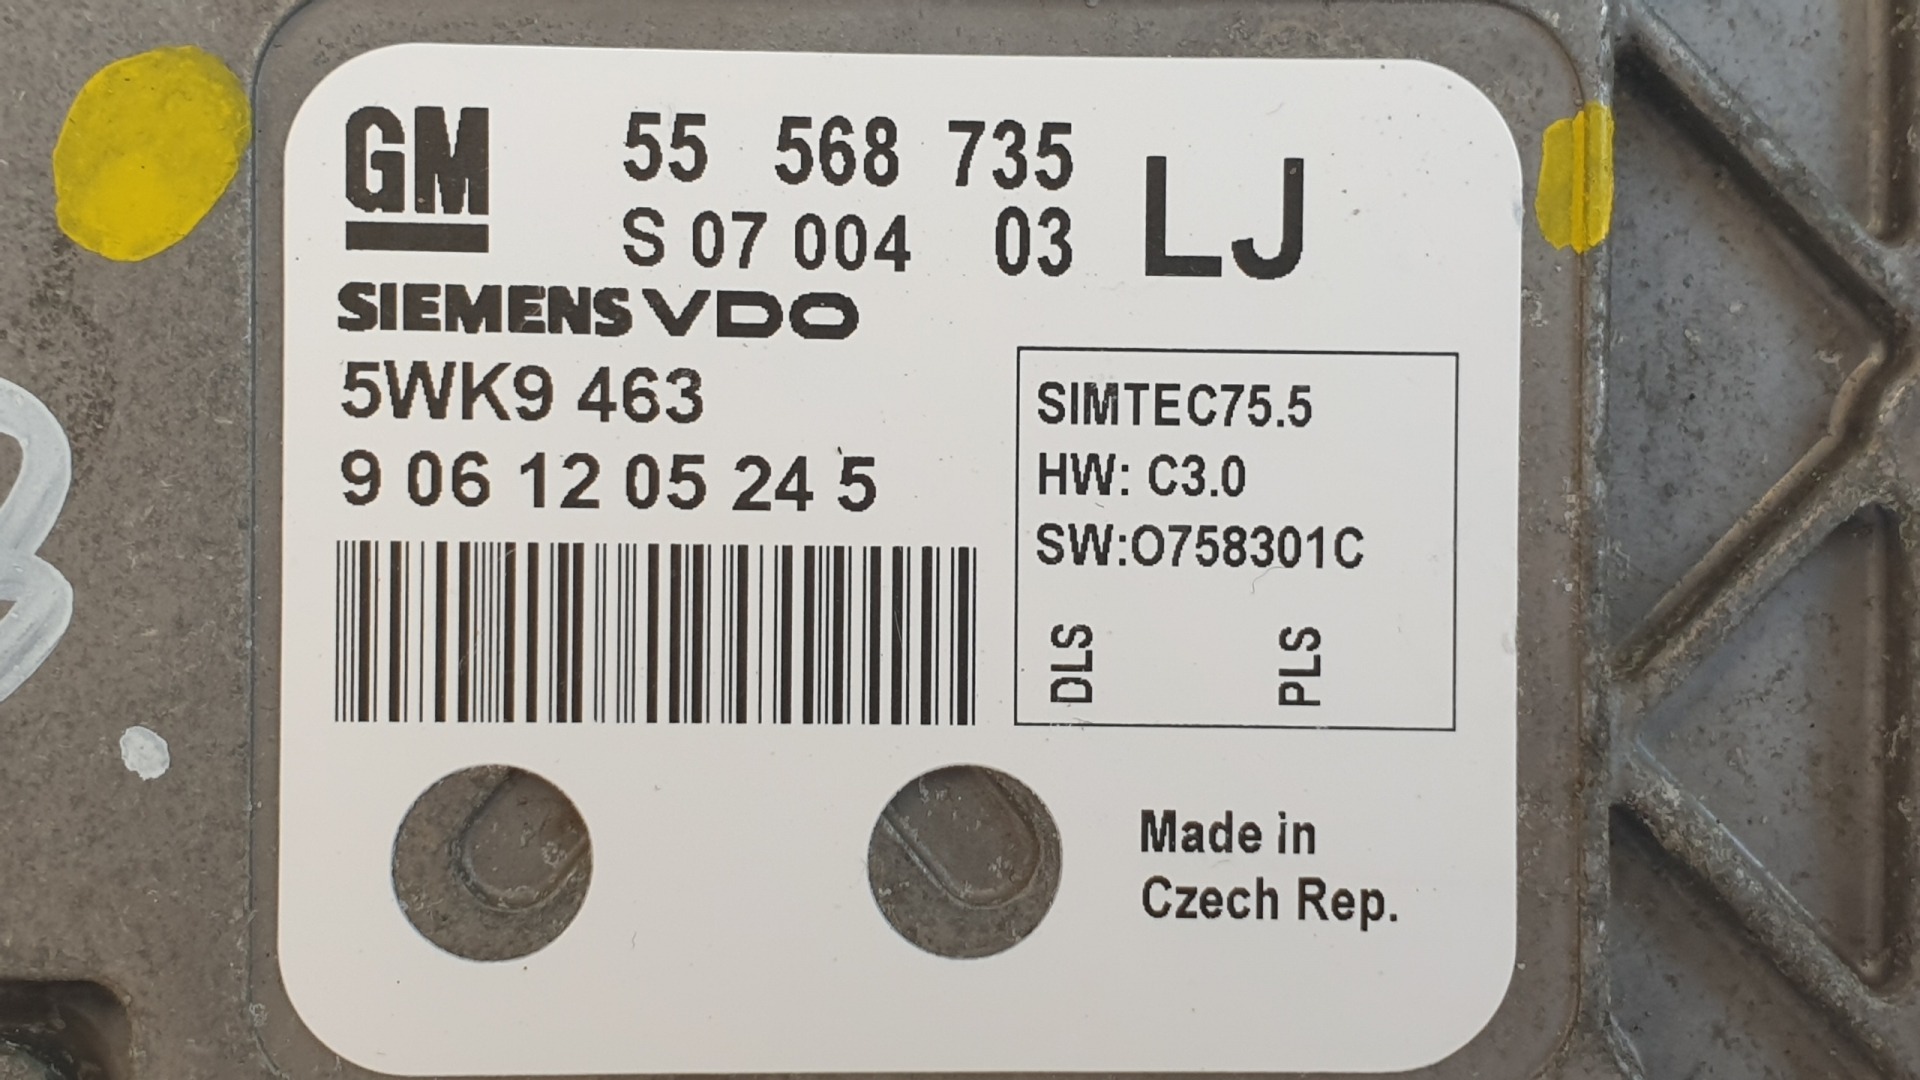 GM 55 568 735 LJ
S 07 004 03
SIEMENS VDO
5WK9 463
9 06 12 05 24 5
SIMTEC75.5
HW: C3.0
SW:O758301C
DLS PLS
Made in
Czech Rep.